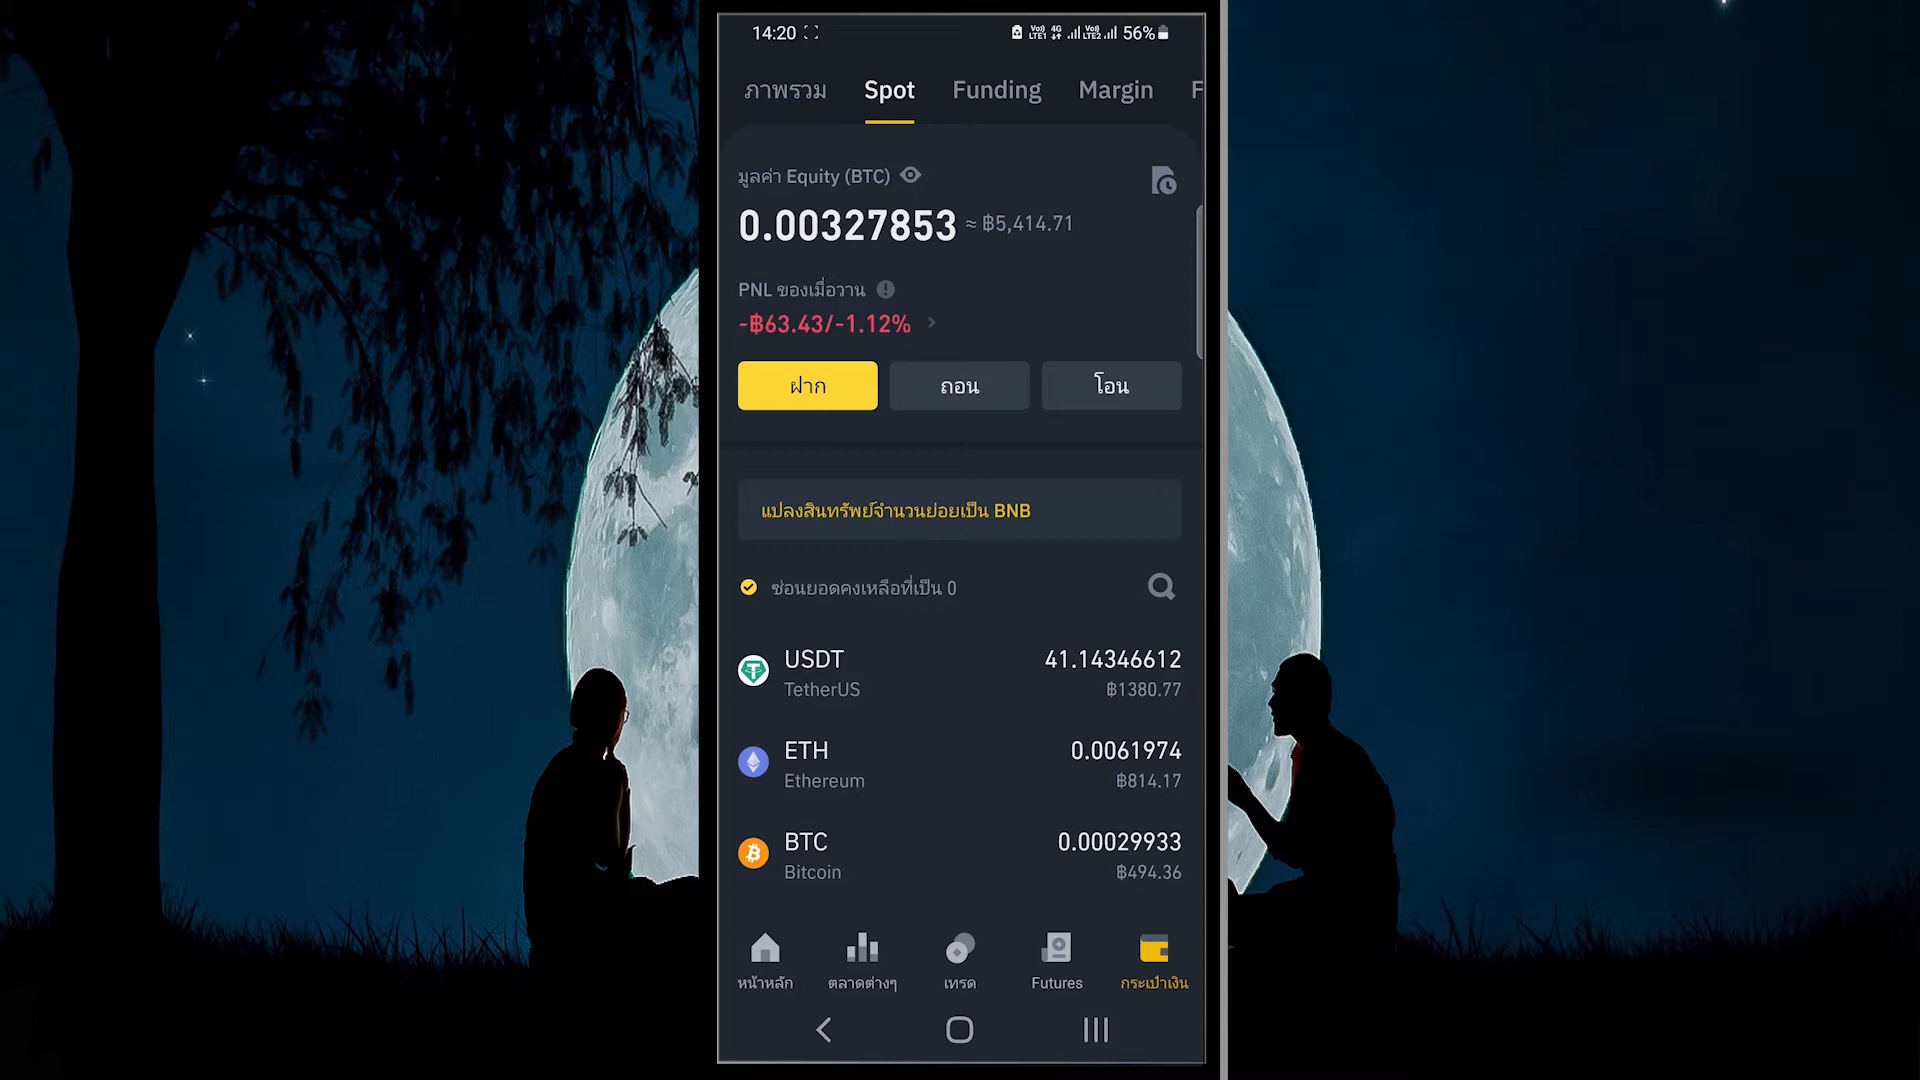 14:20 56%
ภาพรวม Spot Funding Margin F
มูลค่า Equity (BTC)
0.00327853 ≈ ฿5,414.71
PNL ของเมื่อวาน
-฿63.43/-1.12%
ฝาก ถอน โอน
แปลงสินทรัพย์จำนวนย่อยเป็น BNB
ซ่อนยอดคงเหลือที่เป็น 0
USDT 41.14346612
TetherUS ฿1380.77
ETH 0.0061974
Ethereum ฿814.17
BTC 0.00029933
Bitcoin ฿494.36
หน้าหลัก ตลาดต่างๆ เทรด Futures กระเป๋าเงิน